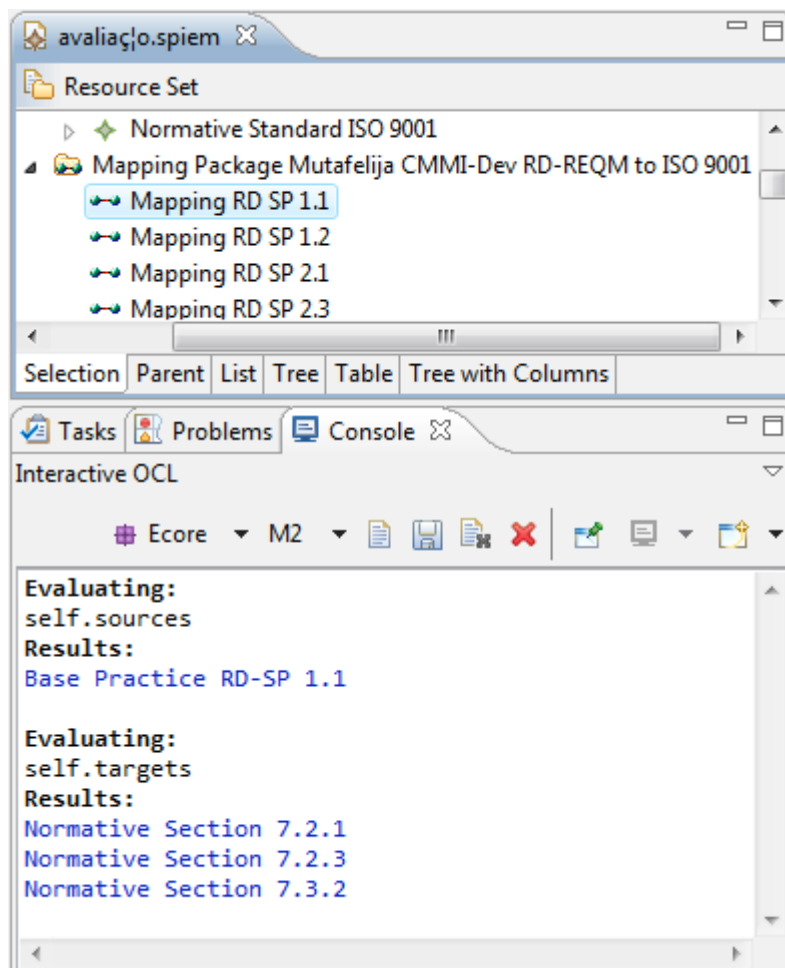 avaliaç¦o.spiem
Resource Set
Normative Standard ISO 9001
Mapping Package Mutafelija CMMI-Dev RD-REQM to ISO 9001
Mapping RD SP 1.1
Mapping RD SP 1.2
Mapping RD SP 2.1
Mapping RD SP 2.3
Selection Parent List Tree Table Tree with Columns
Tasks Problems Console
Interactive OCL
Ecore M2
Evaluating:
self.sources
Results:
Base Practice RD-SP 1.1
Evaluating:
self.targets
Results:
Normative Section 7.2.1
Normative Section 7.2.3
Normative Section 7.3.2